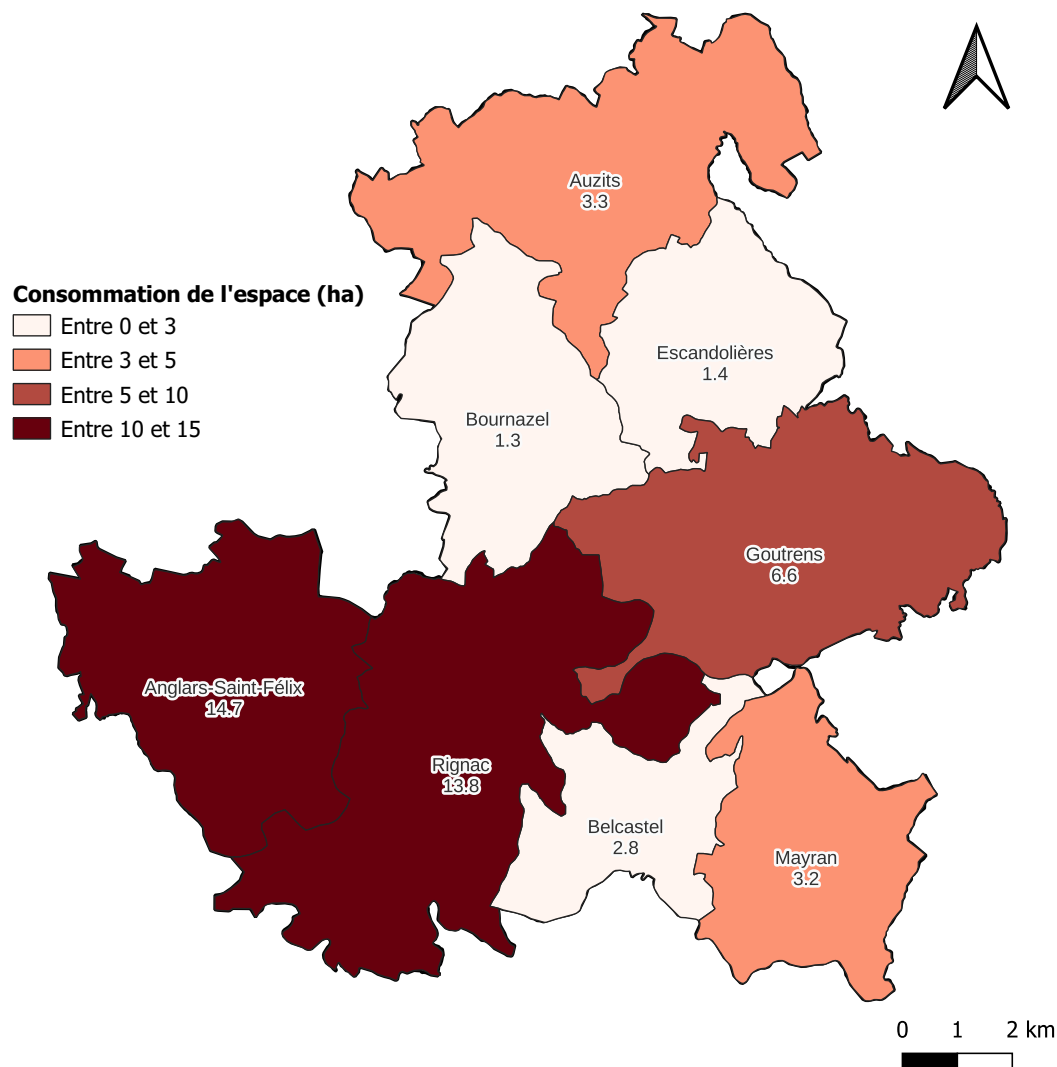 Auzits
3.3
Consommation de l'espace (ha)
Entre 0 et 3
Entre 3 et 5
Entre 5 et 10
Entre 10 et 15
Escandolières
1.4
Bournazel
1.3
Goutrens
6.6
Anglars-Saint-Félix
14.7
Rignac
13.8
Belcastel
2.8
Mayran
3.2
0 1 2 km